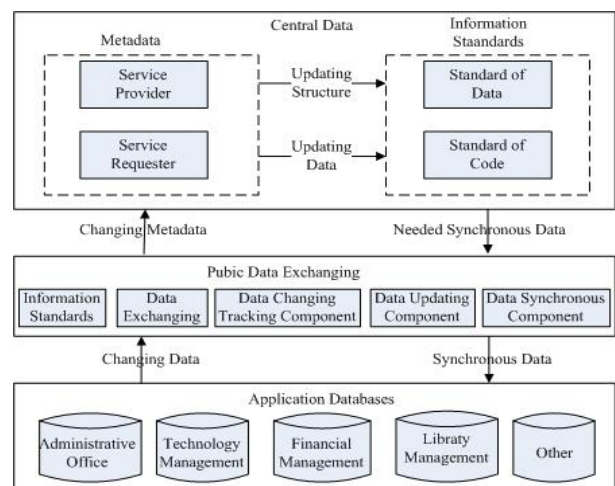 Central Data
Metadata
Information
Staandards
Service
Provider
Updating
Structure
Standard of
Data
Service
Requester
Updating
Data
Standard of
Code
Changing Metadata
Needed Synchronous Data
Pubic Data Exchanging
Information
Standards
Data
Exchanging
Data Changing
Tracking Component
Data Updating
Component
Data Synchronous
Component
Changing Data
Synchronous Data
Application Databases
Administrative
Office
Technology
Management
Financial
Management
Libraty
Management
Other